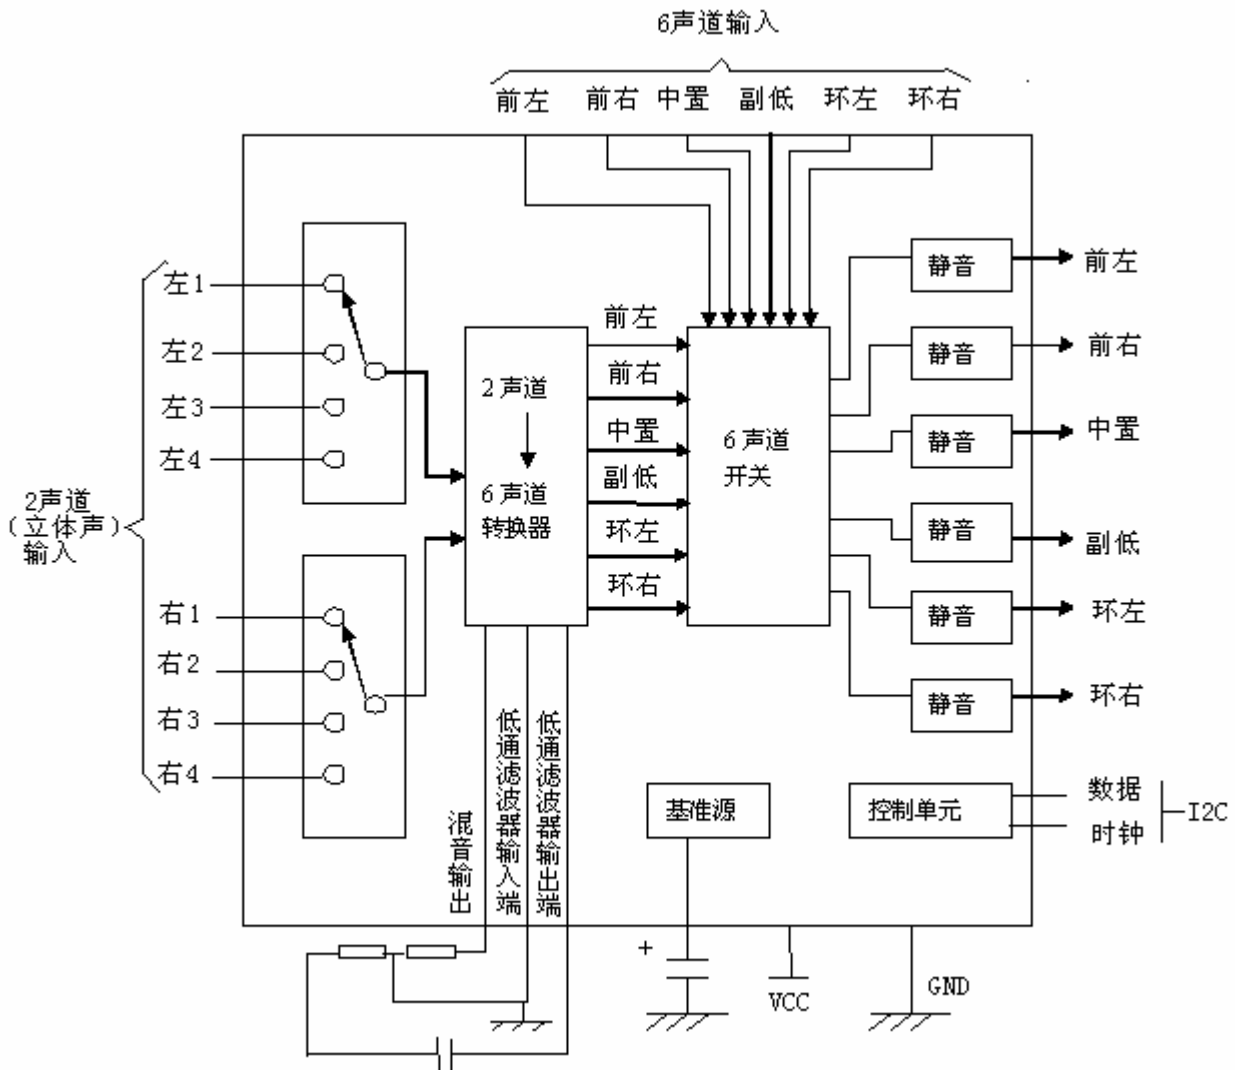 6声道输入
前左 前右 中置 副低 环左 环右
左1
左2
左3
左4
2声道
(立体声)
输入
右1
右2
右3
右4
2声道
6声道
转换器
前左
前右
中置
副低
环左
环右
6声道
开关
静音
静音
静音
静音
静音
静音
前左
前右
中置
副低
环左
环右
混音输出
低通滤波器输入端
低通滤波器输出端
基准源
控制单元
数据
时钟
I2C
+
VCC
GND